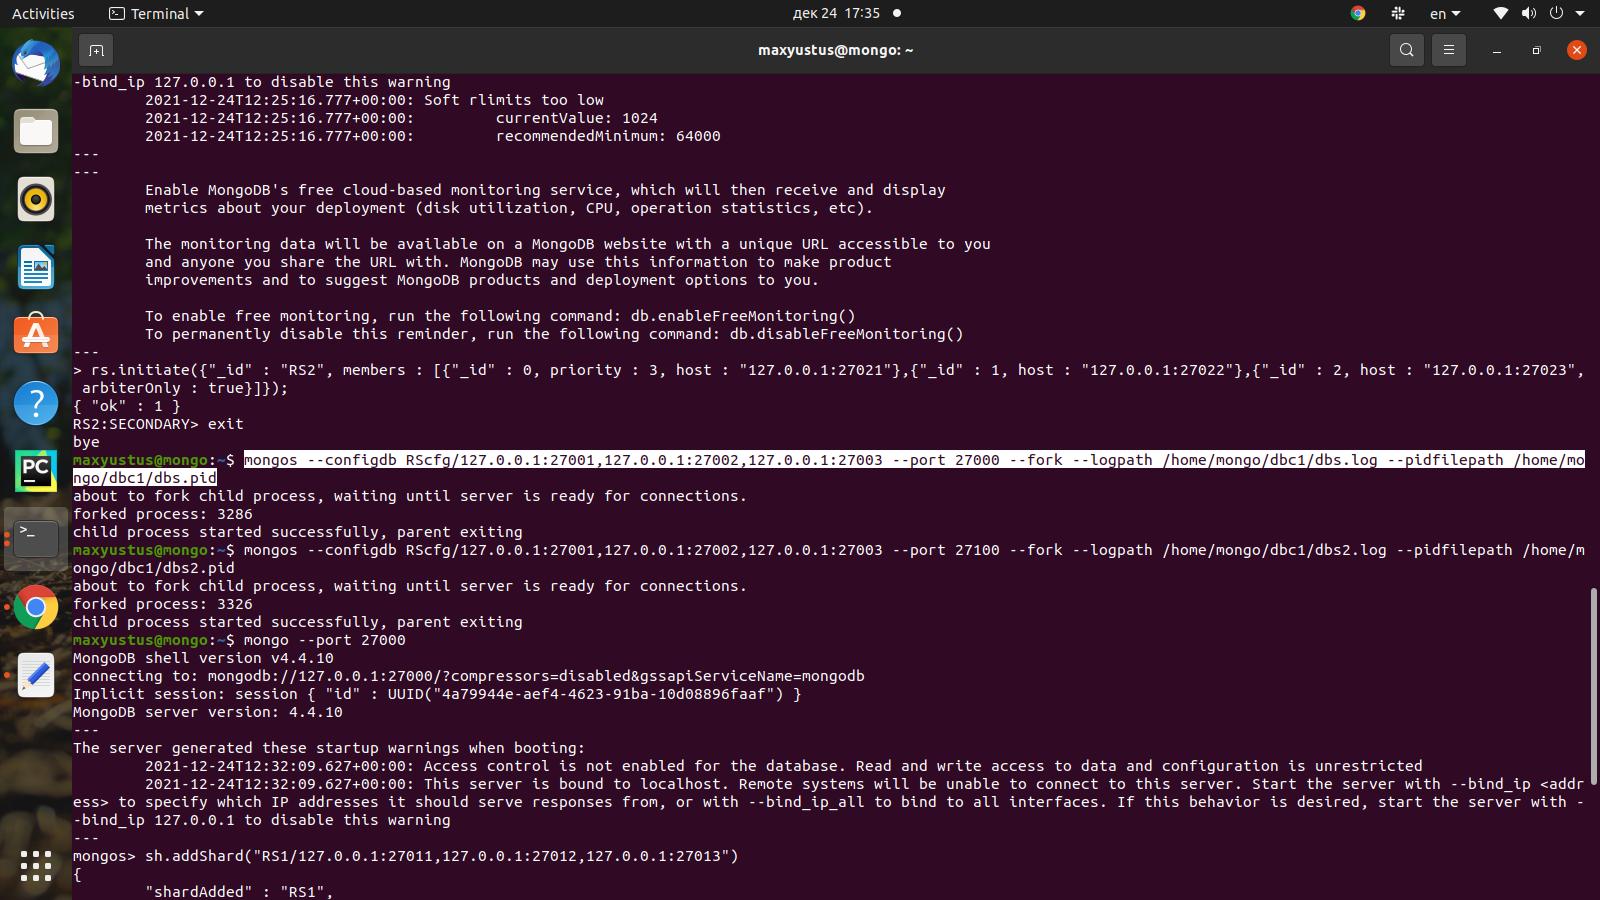 Activities
Terminal
дек 24 17:35
en
maxyustus@mongo: ~
-bind_ip 127.0.0.1 to disable this warning
2021-12-24T12:25:16.777+00:00: Soft rlimits too low
2021-12-24T12:25:16.777+00:00:         currentValue: 1024
2021-12-24T12:25:16.777+00:00:         recommendedMinimum: 64000
---
---
Enable MongoDB's free cloud-based monitoring service, which will then receive and display
metrics about your deployment (disk utilization, CPU, operation statistics, etc).
The monitoring data will be available on a MongoDB website with a unique URL accessible to you
and anyone you share the URL with. MongoDB may use this information to make product
improvements and to suggest MongoDB products and deployment options to you.
To enable free monitoring, run the following command: db.enableFreeMonitoring()
To permanently disable this reminder, run the following command: db.disableFreeMonitoring()
---
> rs.initiate({"_id" : "RS2", members : [{"_id" : 0, priority : 3, host : "127.0.0.1:27021"},{"_id" : 1, host : "127.0.0.1:27022"},{"_id" : 2, host : "127.0.0.1:27023",
arbiterOnly : true}]});
{ "ok" : 1 }
RS2:SECONDARY> exit
bye
maxyustus@mongo:~$ mongos --configdb RScfg/127.0.0.1:27001,127.0.0.1:27002,127.0.0.1:27003 --port 27000 --fork --logpath /home/mongo/dbc1/dbs.log --pidfilepath /home/mo
ngo/dbc1/dbs.pid
about to fork child process, waiting until server is ready for connections.
forked process: 3286
child process started successfully, parent exiting
maxyustus@mongo:~$ mongos --configdb RScfg/127.0.0.1:27001,127.0.0.1:27002,127.0.0.1:27003 --port 27100 --fork --logpath /home/mongo/dbc1/dbs2.log --pidfilepath /home/m
ongo/dbc1/dbs2.pid
about to fork child process, waiting until server is ready for connections.
forked process: 3326
child process started successfully, parent exiting
maxyustus@mongo:~$ mongo --port 27000
MongoDB shell version v4.4.10
connecting to: mongodb://127.0.0.1:27000/?compressors=disabled&gssapiServiceName=mongodb
Implicit session: session { "id" : UUID("4a79944e-aef4-4623-91ba-10d08896faaf") }
MongoDB server version: 4.4.10
---
The server generated these startup warnings when booting:
2021-12-24T12:32:09.627+00:00: Access control is not enabled for the database. Read and write access to data and configuration is unrestricted
2021-12-24T12:32:09.627+00:00: This server is bound to localhost. Remote systems will be unable to connect to this server. Start the server with --bind_ip <addr
ess> to specify which IP addresses it should serve responses from, or with --bind_ip_all to bind to all interfaces. If this behavior is desired, start the server with -
-bind_ip 127.0.0.1 to disable this warning
---
mongos> sh.addShard("RS1/127.0.0.1:27011,127.0.0.1:27012,127.0.0.1:27013")
{
"shardAdded" : "RS1",
PC